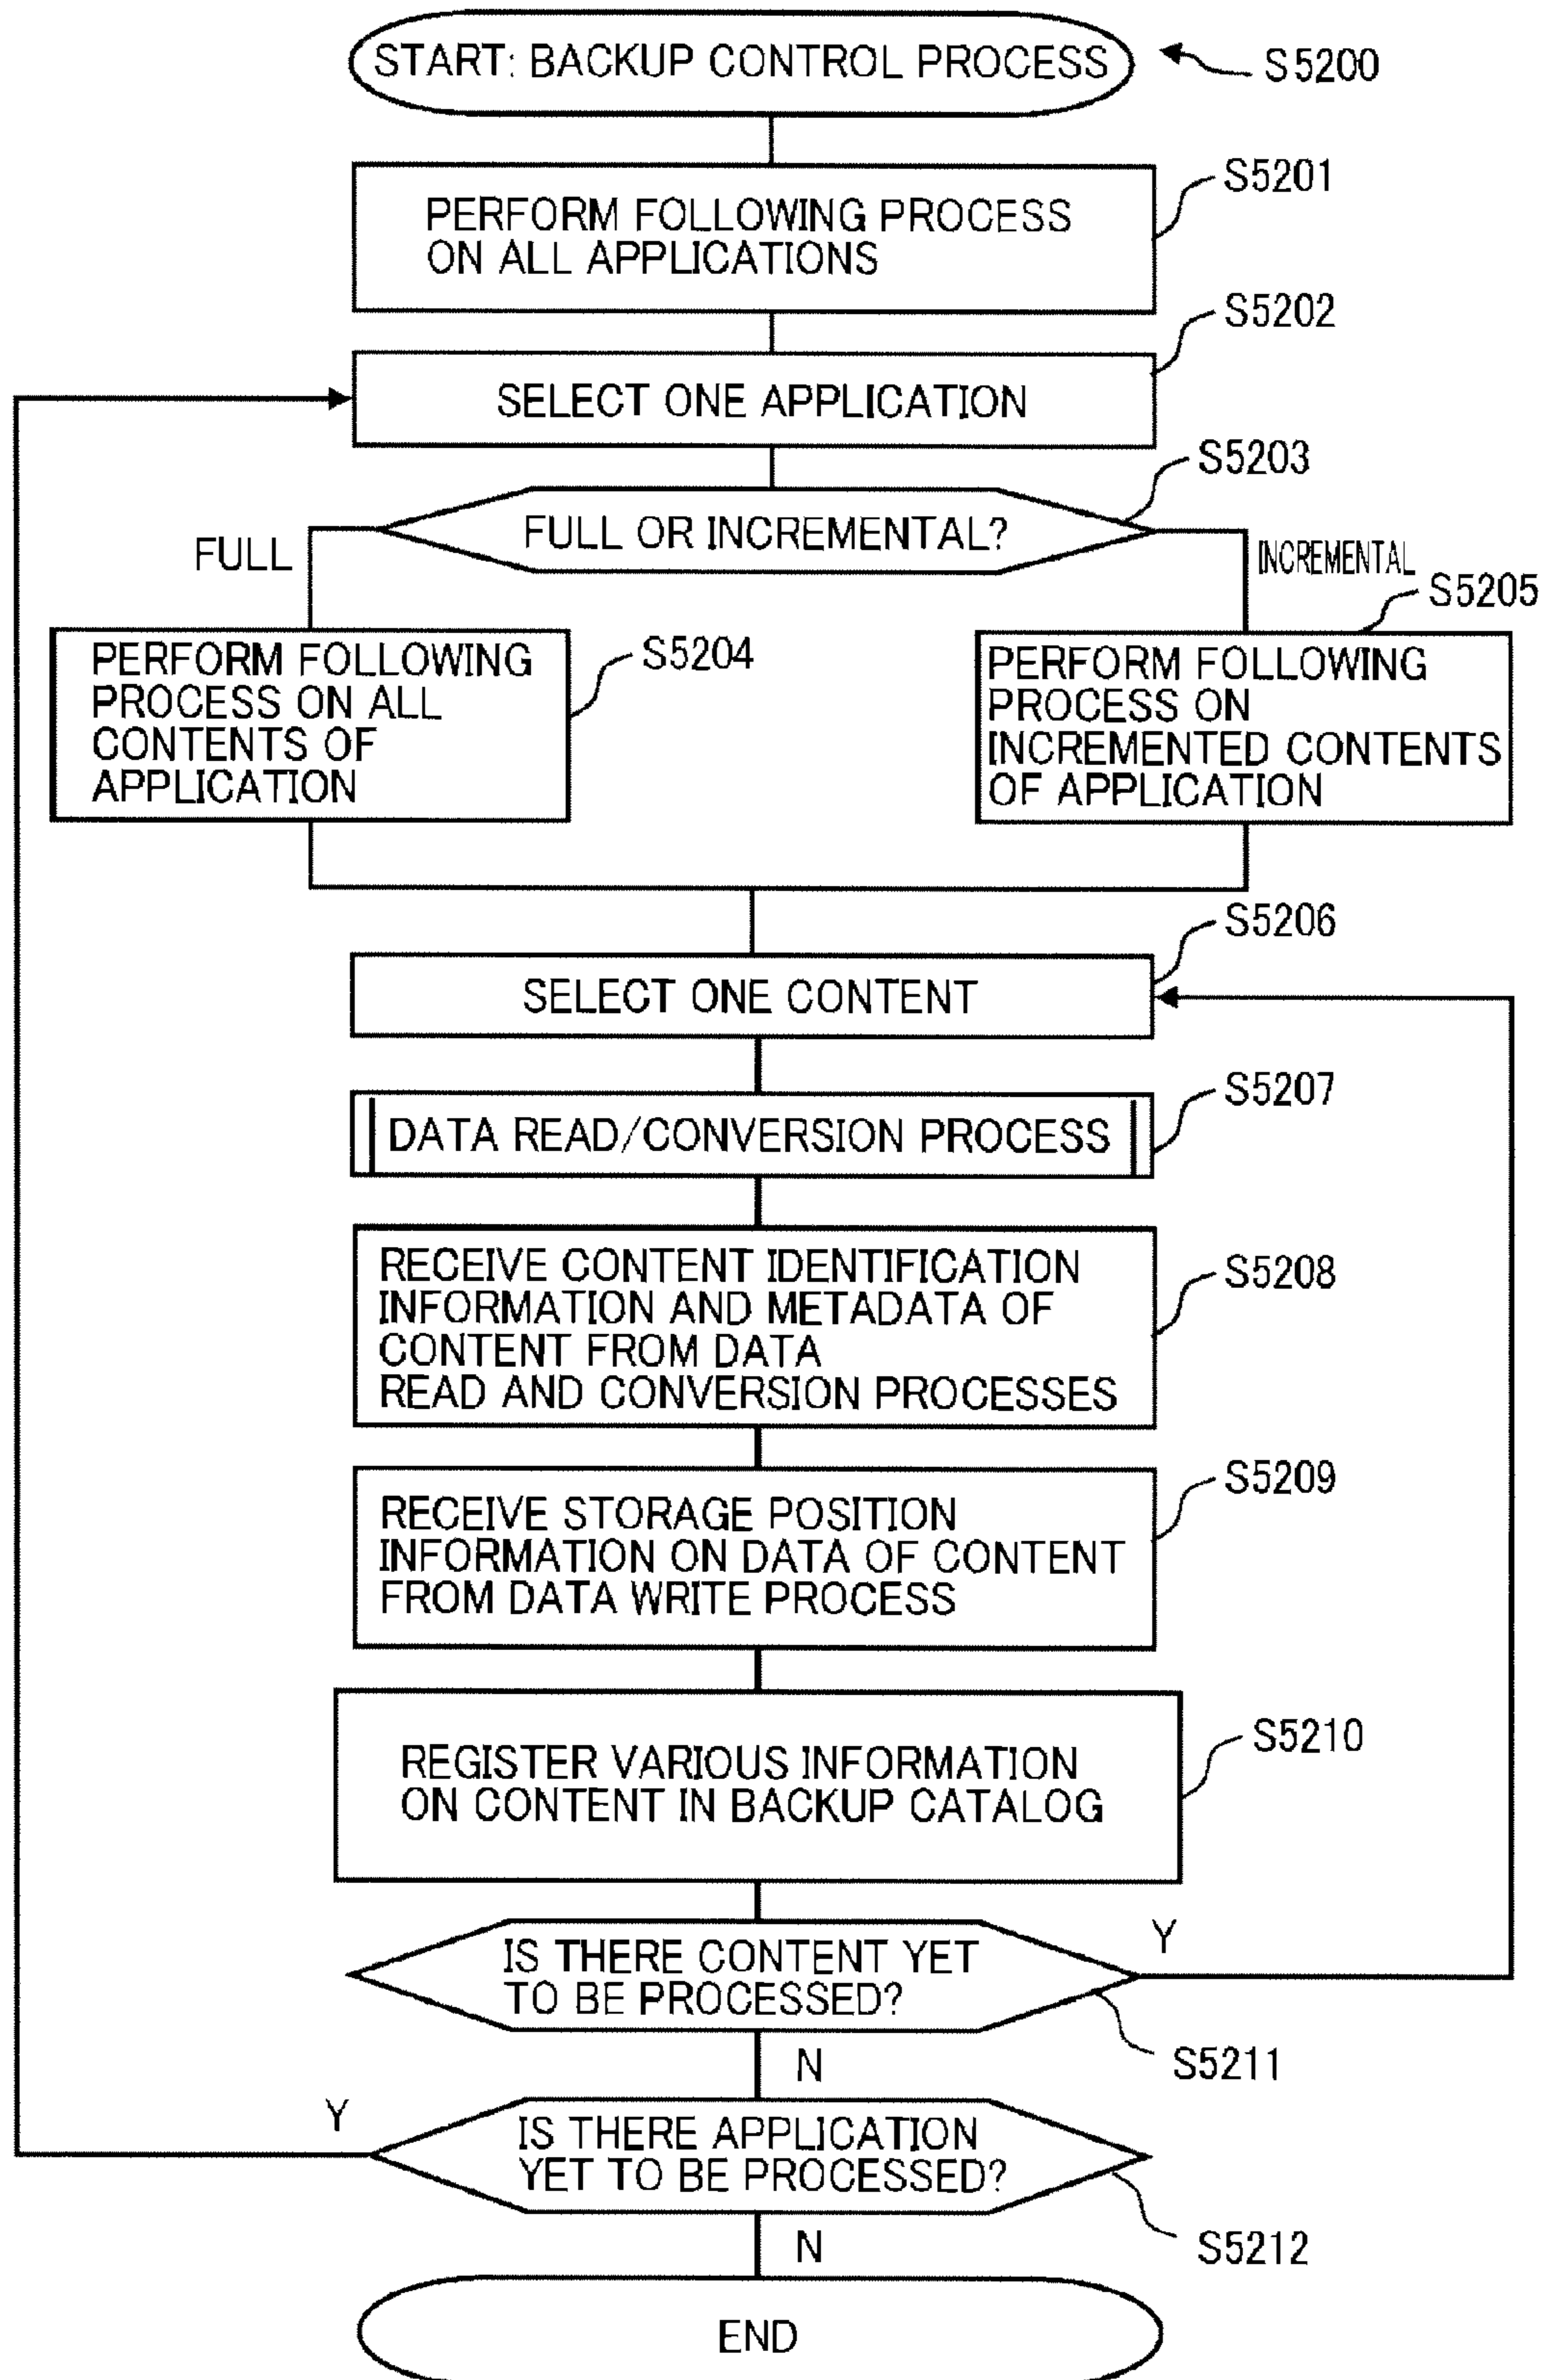 START: BACKUP CONTROL PROCESS
S5200
S5201
PERFORM FOLLOWING PROCESS
ON ALL APPLICATIONS
S5202
SELECT ONE APPLICATION
S5203
FULL OR INCREMENTAL?
FULL
INCREMENTAL
S5204
PERFORM FOLLOWING
PROCESS ON ALL
CONTENTS OF
APPLICATION
S5205
PERFORM FOLLOWING
PROCESS ON
INCREMENTED CONTENTS
OF APPLICATION
S5206
SELECT ONE CONTENT
S5207
DATA READ/CONVERSION PROCESS
RECEIVE CONTENT IDENTIFICATION
INFORMATION AND METADATA OF
CONTENT FROM DATA
READ AND CONVERSION PROCESSES
S5208
S5209
RECEIVE STORAGE POSITION
INFORMATION ON DATA OF CONTENT
FROM DATA WRITE PROCESS
S5210
REGISTER VARIOUS INFORMATION
ON CONTENT IN BACKUP CATALOG
IS THERE CONTENT YET
TO BE PROCESSED?
Y
S5211
N
Y
IS THERE APPLICATION
YET TO BE PROCESSED?
S5212
N
END